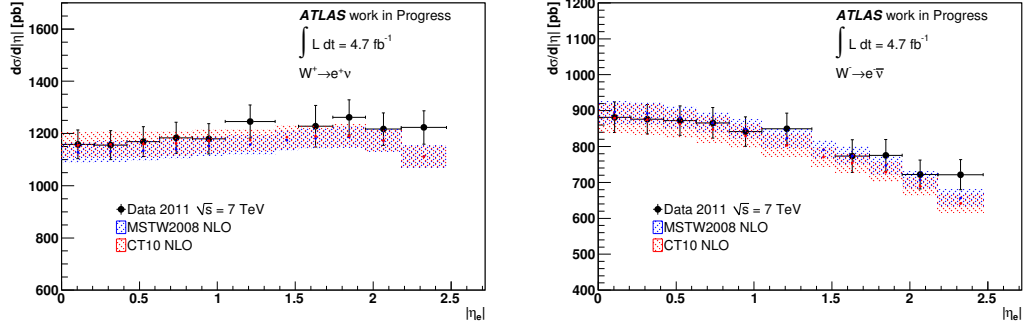 dσ/d|η| [pb]
1600
1400
1200
1000
800
600
ATLAS work in Progress
∫ L dt = 4.7 fb⁻¹
W⁺→e⁺ν
Data 2011 √s = 7 TeV
MSTW2008 NLO
CT10 NLO
0 0.5 1 1.5 2 2.5
|ηₑ|
dσ/d|η| [pb]
1200
1100
1000
900
800
700
600
500
400
ATLAS work in Progress
∫ L dt = 4.7 fb⁻¹
W⁻→e⁻ν̅
Data 2011 √s = 7 TeV
MSTW2008 NLO
CT10 NLO
0 0.5 1 1.5 2 2.5
|ηₑ|